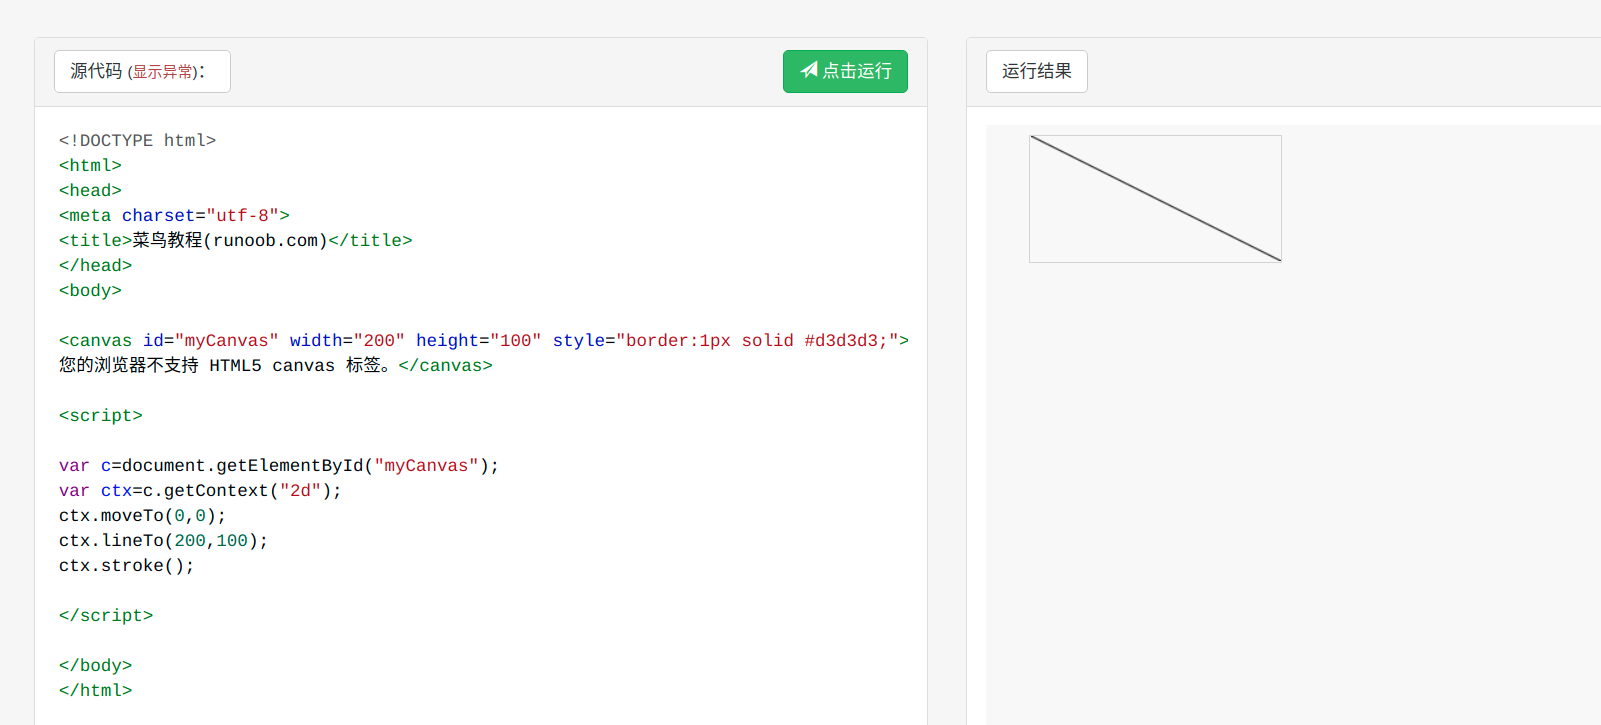 源代码 (显示异常)：
点击运行
<!DOCTYPE html>
<html>
<head>
<meta charset="utf-8">
<title>菜鸟教程(runoob.com)</title>
</head>
<body>
<canvas id="myCanvas" width="200" height="100" style="border:1px solid #d3d3d3;">
您的浏览器不支持 HTML5 canvas 标签。</canvas>
<script>
var c=document.getElementById("myCanvas");
var ctx=c.getContext("2d");
ctx.moveTo(0,0);
ctx.lineTo(200,100);
ctx.stroke();
</script>
</body>
</html>
运行结果